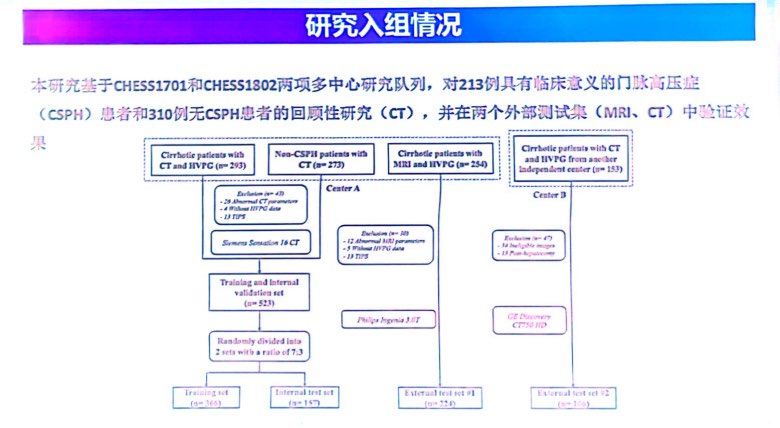 研究入组情况
本研究基于CHESS1701和CHESS1802两项多中心研究队列，对213例具有临床意义的门脉高压症
（CSPH）患者和310例无CSPH患者的回顾性研究（CT），并在两个外部测试集（MRI、CT）中验证效
果
Cirrhotic patients with
CT and HVPG (n= 293)
Non-CSPH patients with
CT (n= 273)
Cirrhotic patients with
MRI and HVPG (n= 254)
Cirrhotic patients with CT
and HVPG from another
independent center (n= 153)
Center A
Center B
Exclusion (n= 43)
- 26 Abnormal CT parameters
- 4 Without HVPG data
- 13 TIPS
Siemens Sensation 16 CT
Exclusion (n= 30)
- 12 Abnormal MRI parameters
- 5 Without HVPG data
- 13 TIPS
Exclusion (n= 47)
- 34 Ineligible images
- 13 Post-hepatectomy
Training and internal
validation set
(n= 523)
Philips Ingenia 3.0T
GE Discovery
CT750 HD
Randomly divided into
2 sets with a ratio of 7:3
Training set
(n= 366)
Internal test set
(n= 157)
External test set #1
(n= 224)
External test set #2
(n= 106)